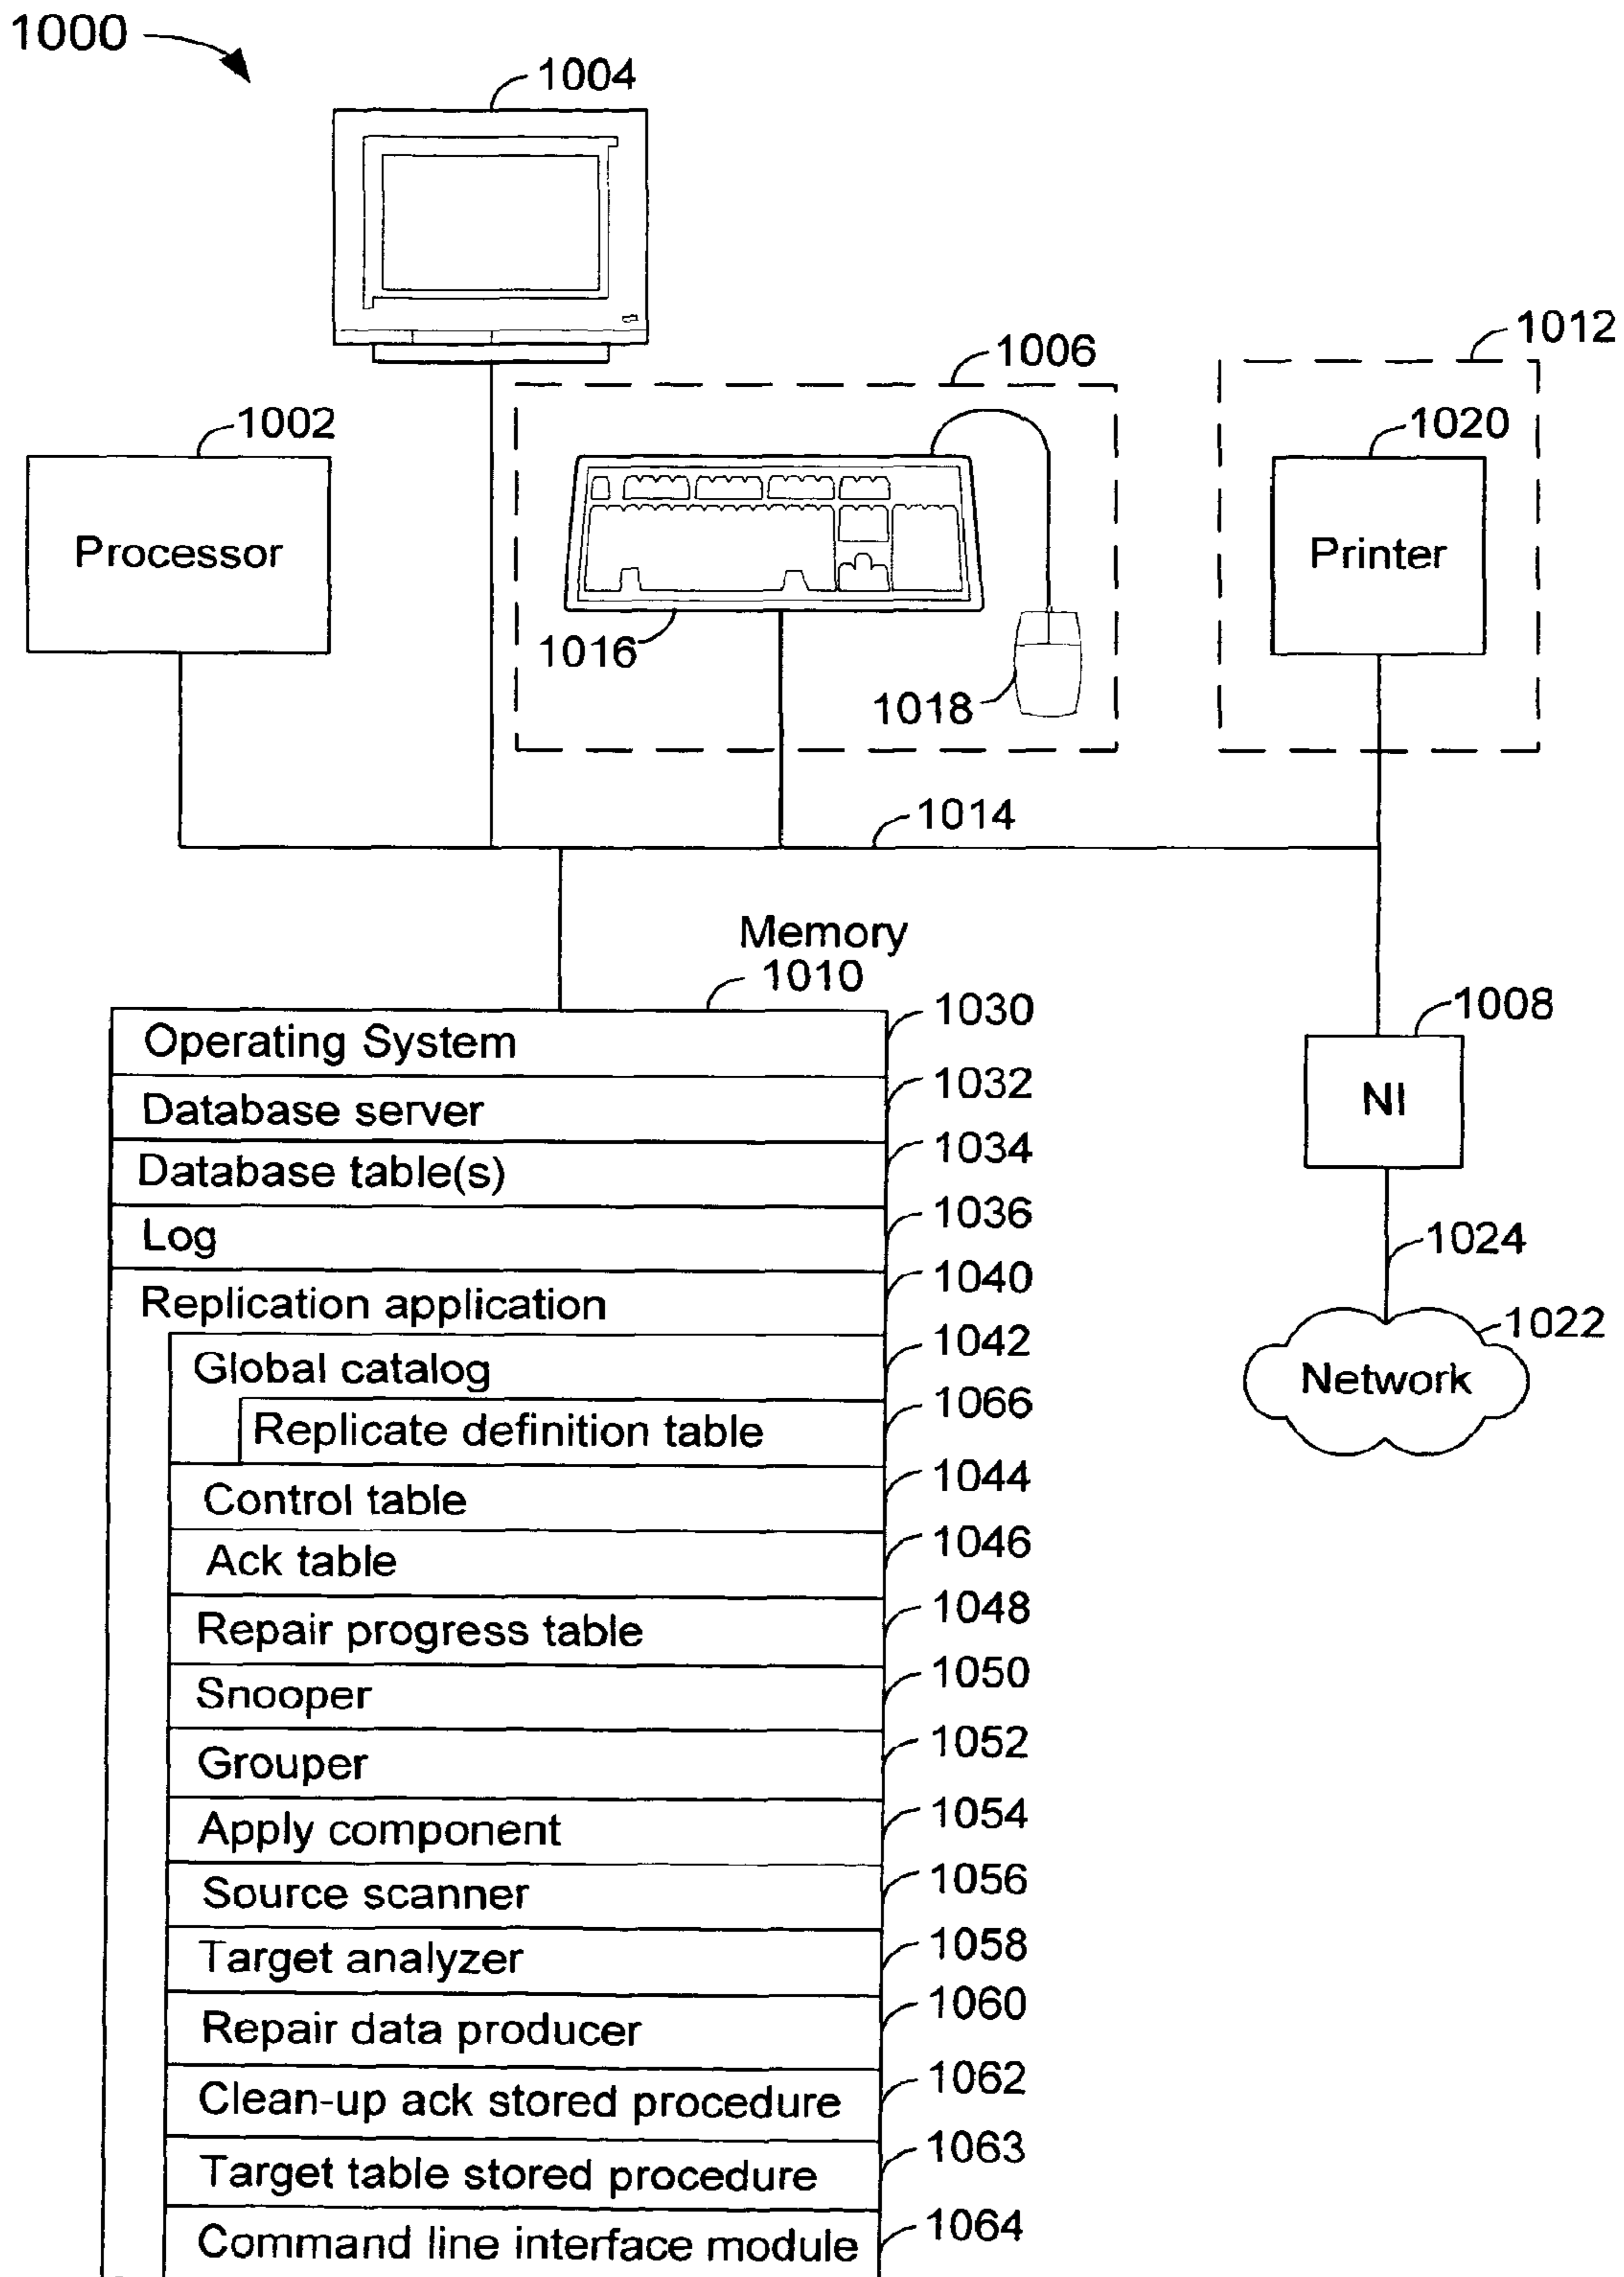 1000
1004
1006
1012
1002
1020
Processor
Printer
1016
1018
1014
Memory
1010
1008
NI
1024
1022
Network
Operating System 1030
Database server 1032
Database table(s) 1034
Log 1036
Replication application 1040
Global catalog 1042
Replicate definition table 1066
Control table 1044
Ack table 1046
Repair progress table 1048
Snooper 1050
Grouper 1052
Apply component 1054
Source scanner 1056
Target analyzer 1058
Repair data producer 1060
Clean-up ack stored procedure 1062
Target table stored procedure 1063
Command line interface module 1064